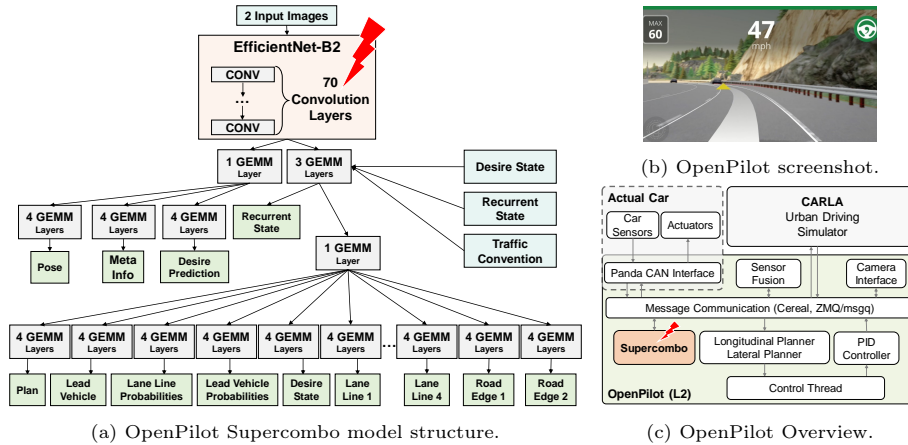 2 Input Images
EfficientNet-B2
CONV
...
CONV
70
Convolution
Layers
1 GEMM
Layer
3 GEMM
Layers
Desire State
Recurrent
State
Traffic
Convention
4 GEMM
Layers
4 GEMM
Layers
4 GEMM
Layers
Recurrent
State
Pose
Meta
Info
Desire
Prediction
1 GEMM
Layer
4 GEMM
Layers
4 GEMM
Layers
4 GEMM
Layers
4 GEMM
Layers
4 GEMM
Layers
4 GEMM
Layers
...
4 GEMM
Layers
4 GEMM
Layers
4 GEMM
Layers
Plan
Lead
Vehicle
Lane Line
Probabilities
Lead Vehicle
Probabilities
Desire
State
Lane
Line 1
Lane
Line 4
Road
Edge 1
Road
Edge 2
(a) OpenPilot Supercombo model structure.
MAX
60
47
mph
(b) OpenPilot screenshot.
Actual Car
Car
Sensors
Actuators
CARLA
Urban Driving
Simulator
Panda CAN Interface
Sensor
Fusion
Camera
Interface
Message Communication (Cereal, ZMQ/msgq)
Supercombo
Longitudinal Planner
Lateral Planner
PID
Controller
Control Thread
OpenPilot (L2)
(c) OpenPilot Overview.